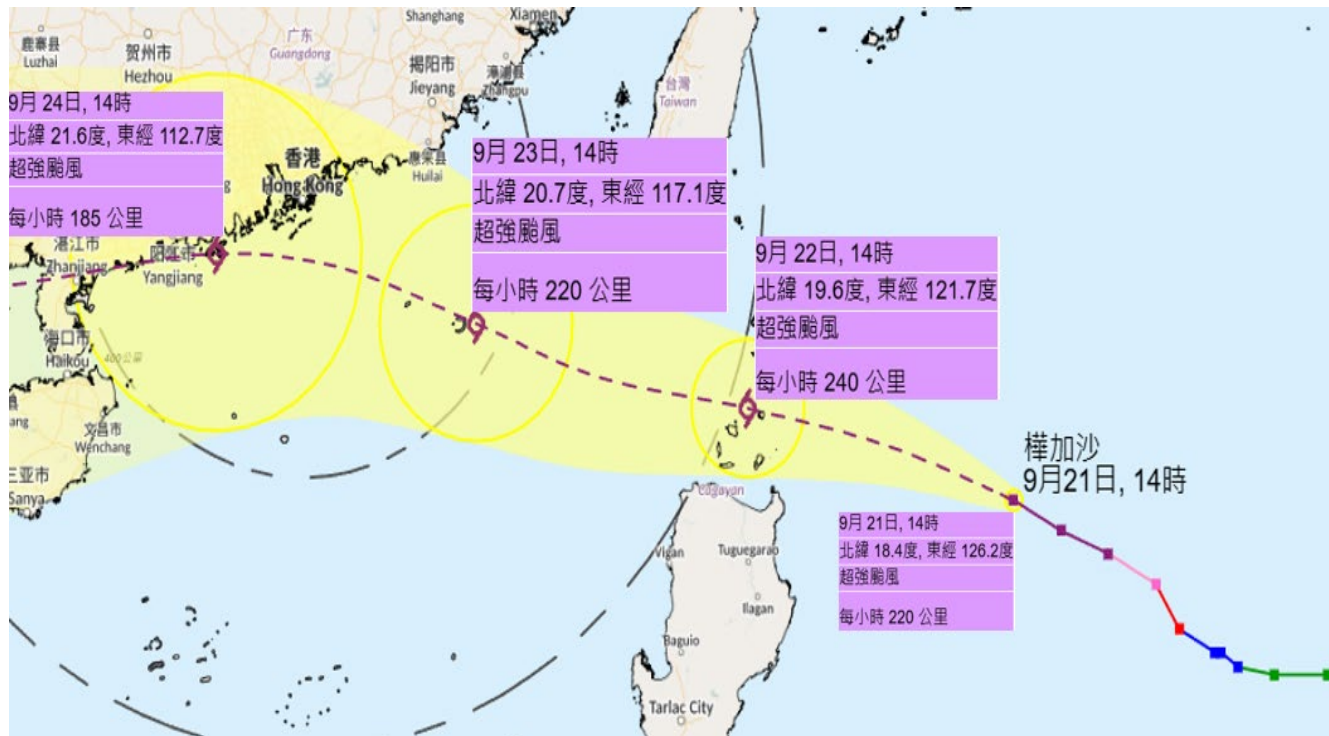 Shanghang
Xiamen
鹿寨县
Luzhai
贺州市
Hezhou
广东
Guangdong
揭阳市
Jieyang
漳浦县
Zhangpu
台灣
Taiwan
9月 24日, 14時
北緯 21.6度, 東經 112.7度
超強颱風
每小時 185 公里
香港
Hong Kong
惠来县
Huilai
9月 23日, 14時
北緯 20.7度, 東經 117.1度
超強颱風
每小時 220 公里
9月 22日, 14時
北緯 19.6度, 東經 121.7度
超強颱風
每小時 240 公里
湛江市
Zhanjiang
阳江市
Yangjiang
海口市
Haikou
400公里
文昌市
Wenchang
三亚市
Sanya
樺加沙
9月21日, 14時
Cagayan
9月 21日, 14時
北緯 18.4度, 東經 126.2度
超強颱風
每小時 220 公里
Vigan
Tuguegarao
Ilagan
Baguio
Tarlac City